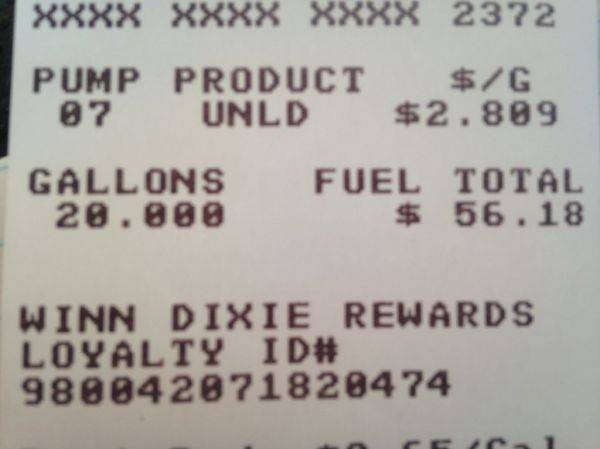 XXXX XXXX XXXX 2372
PUMP PRODUCT $/G
07 UNLD $2.809
GALLONS FUEL TOTAL
20.000 $ 56.18
WINN DIXIE REWARDS
LOYALTY ID#
980042071820474